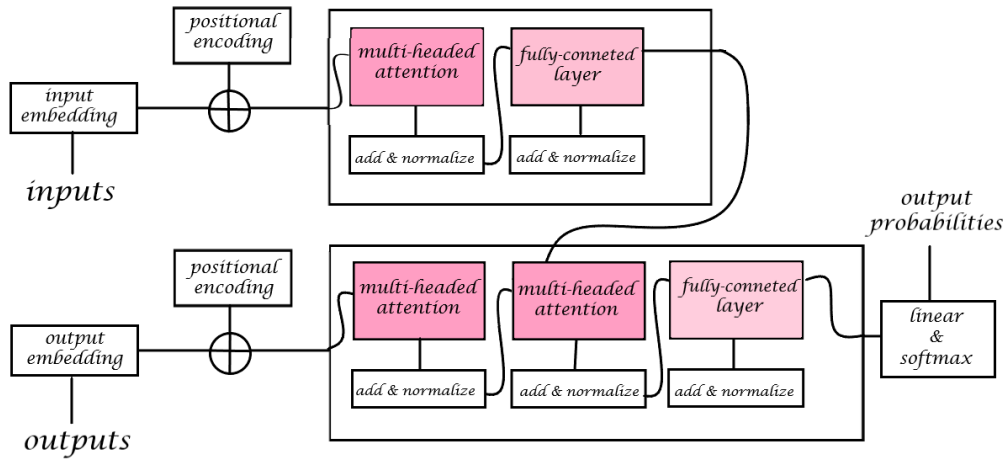 positional
encoding
input
embedding
inputs
multi-headed
attention
fully-conneted
layer
add & normalize
add & normalize
output
probabilities
positional
encoding
output
embedding
outputs
multi-headed
attention
multi-headed
attention
fully-conneted
layer
add & normalize
add & normalize
add & normalize
linear
&
softmax